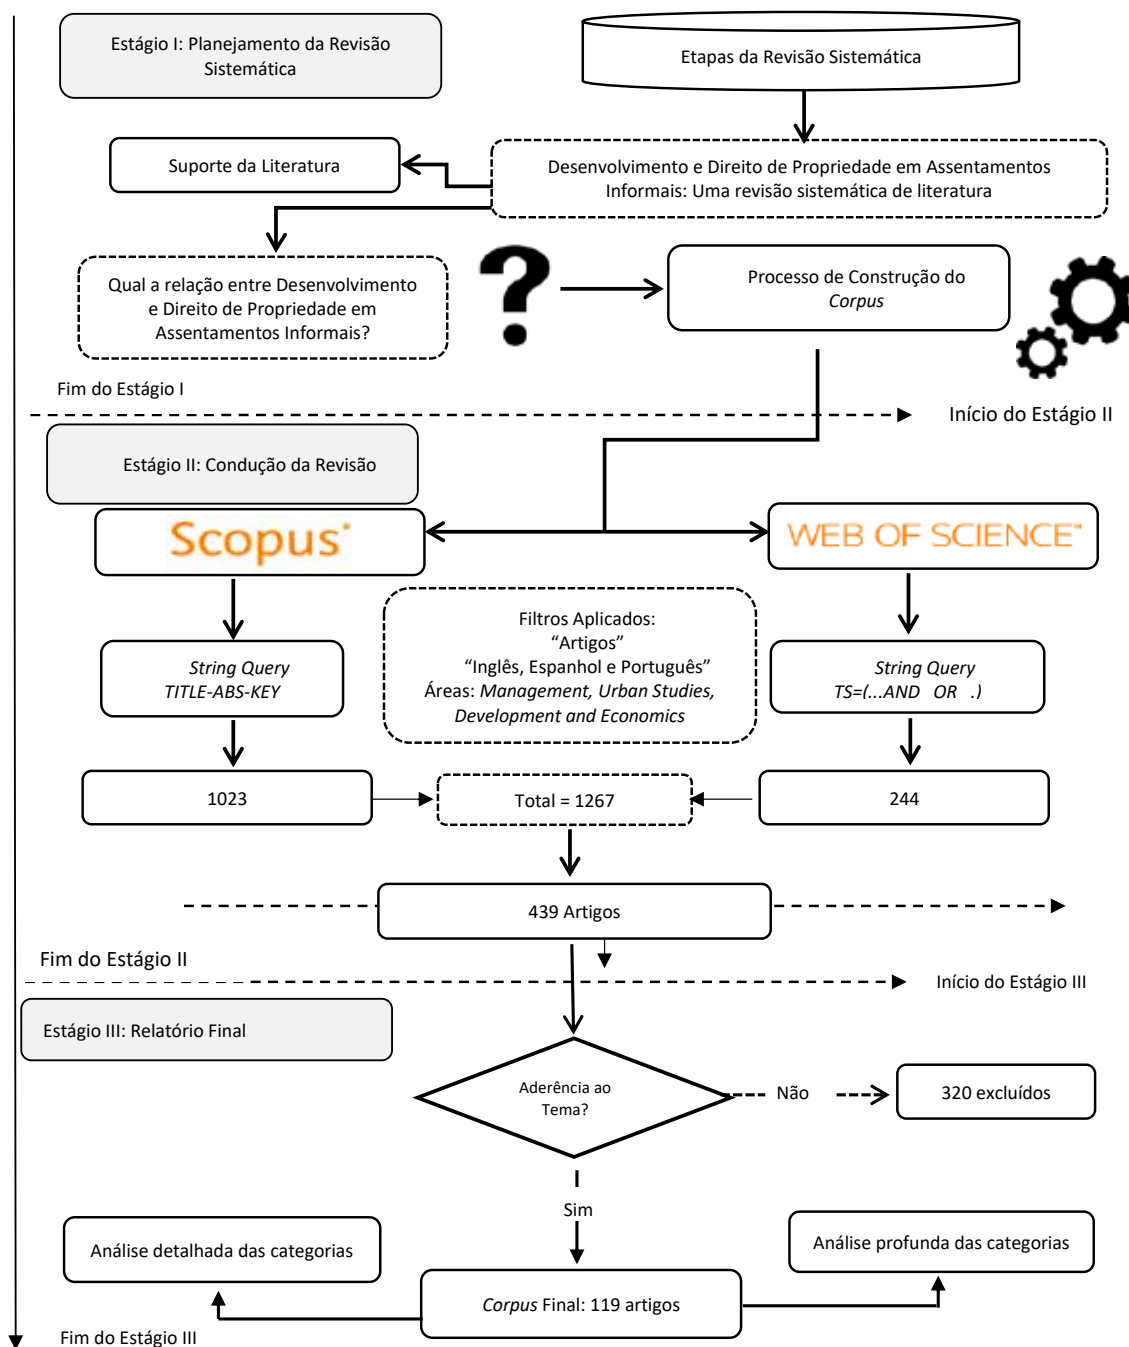 Estágio I: Planejamento da Revisão
Sistemática
Etapas da Revisão Sistemática
Suporte da Literatura
Desenvolvimento e Direito de Propriedade em Assentamentos
Informais: Uma revisão sistemática de literatura
Qual a relação entre Desenvolvimento
e Direito de Propriedade em
Assentamentos Informais?
?
Processo de Construção do
Corpus
Fim do Estágio I
Início do Estágio II
Estágio II: Condução da Revisão
Scopus
WEB OF SCIENCE™
Filtros Aplicados:
“Artigos”
“Inglês, Espanhol e Português”
Áreas: Management, Urban Studies,
Development and Economics
String Query
TITLE-ABS-KEY
String Query
TS=(...AND OR .)
1023
Total = 1267
244
439 Artigos
Fim do Estágio II
Início do Estágio III
Estágio III: Relatório Final
Aderência ao
Tema?
Não
320 excluídos
Sim
Análise detalhada das categorias
Análise profunda das categorias
Corpus Final: 119 artigos
Fim do Estágio III